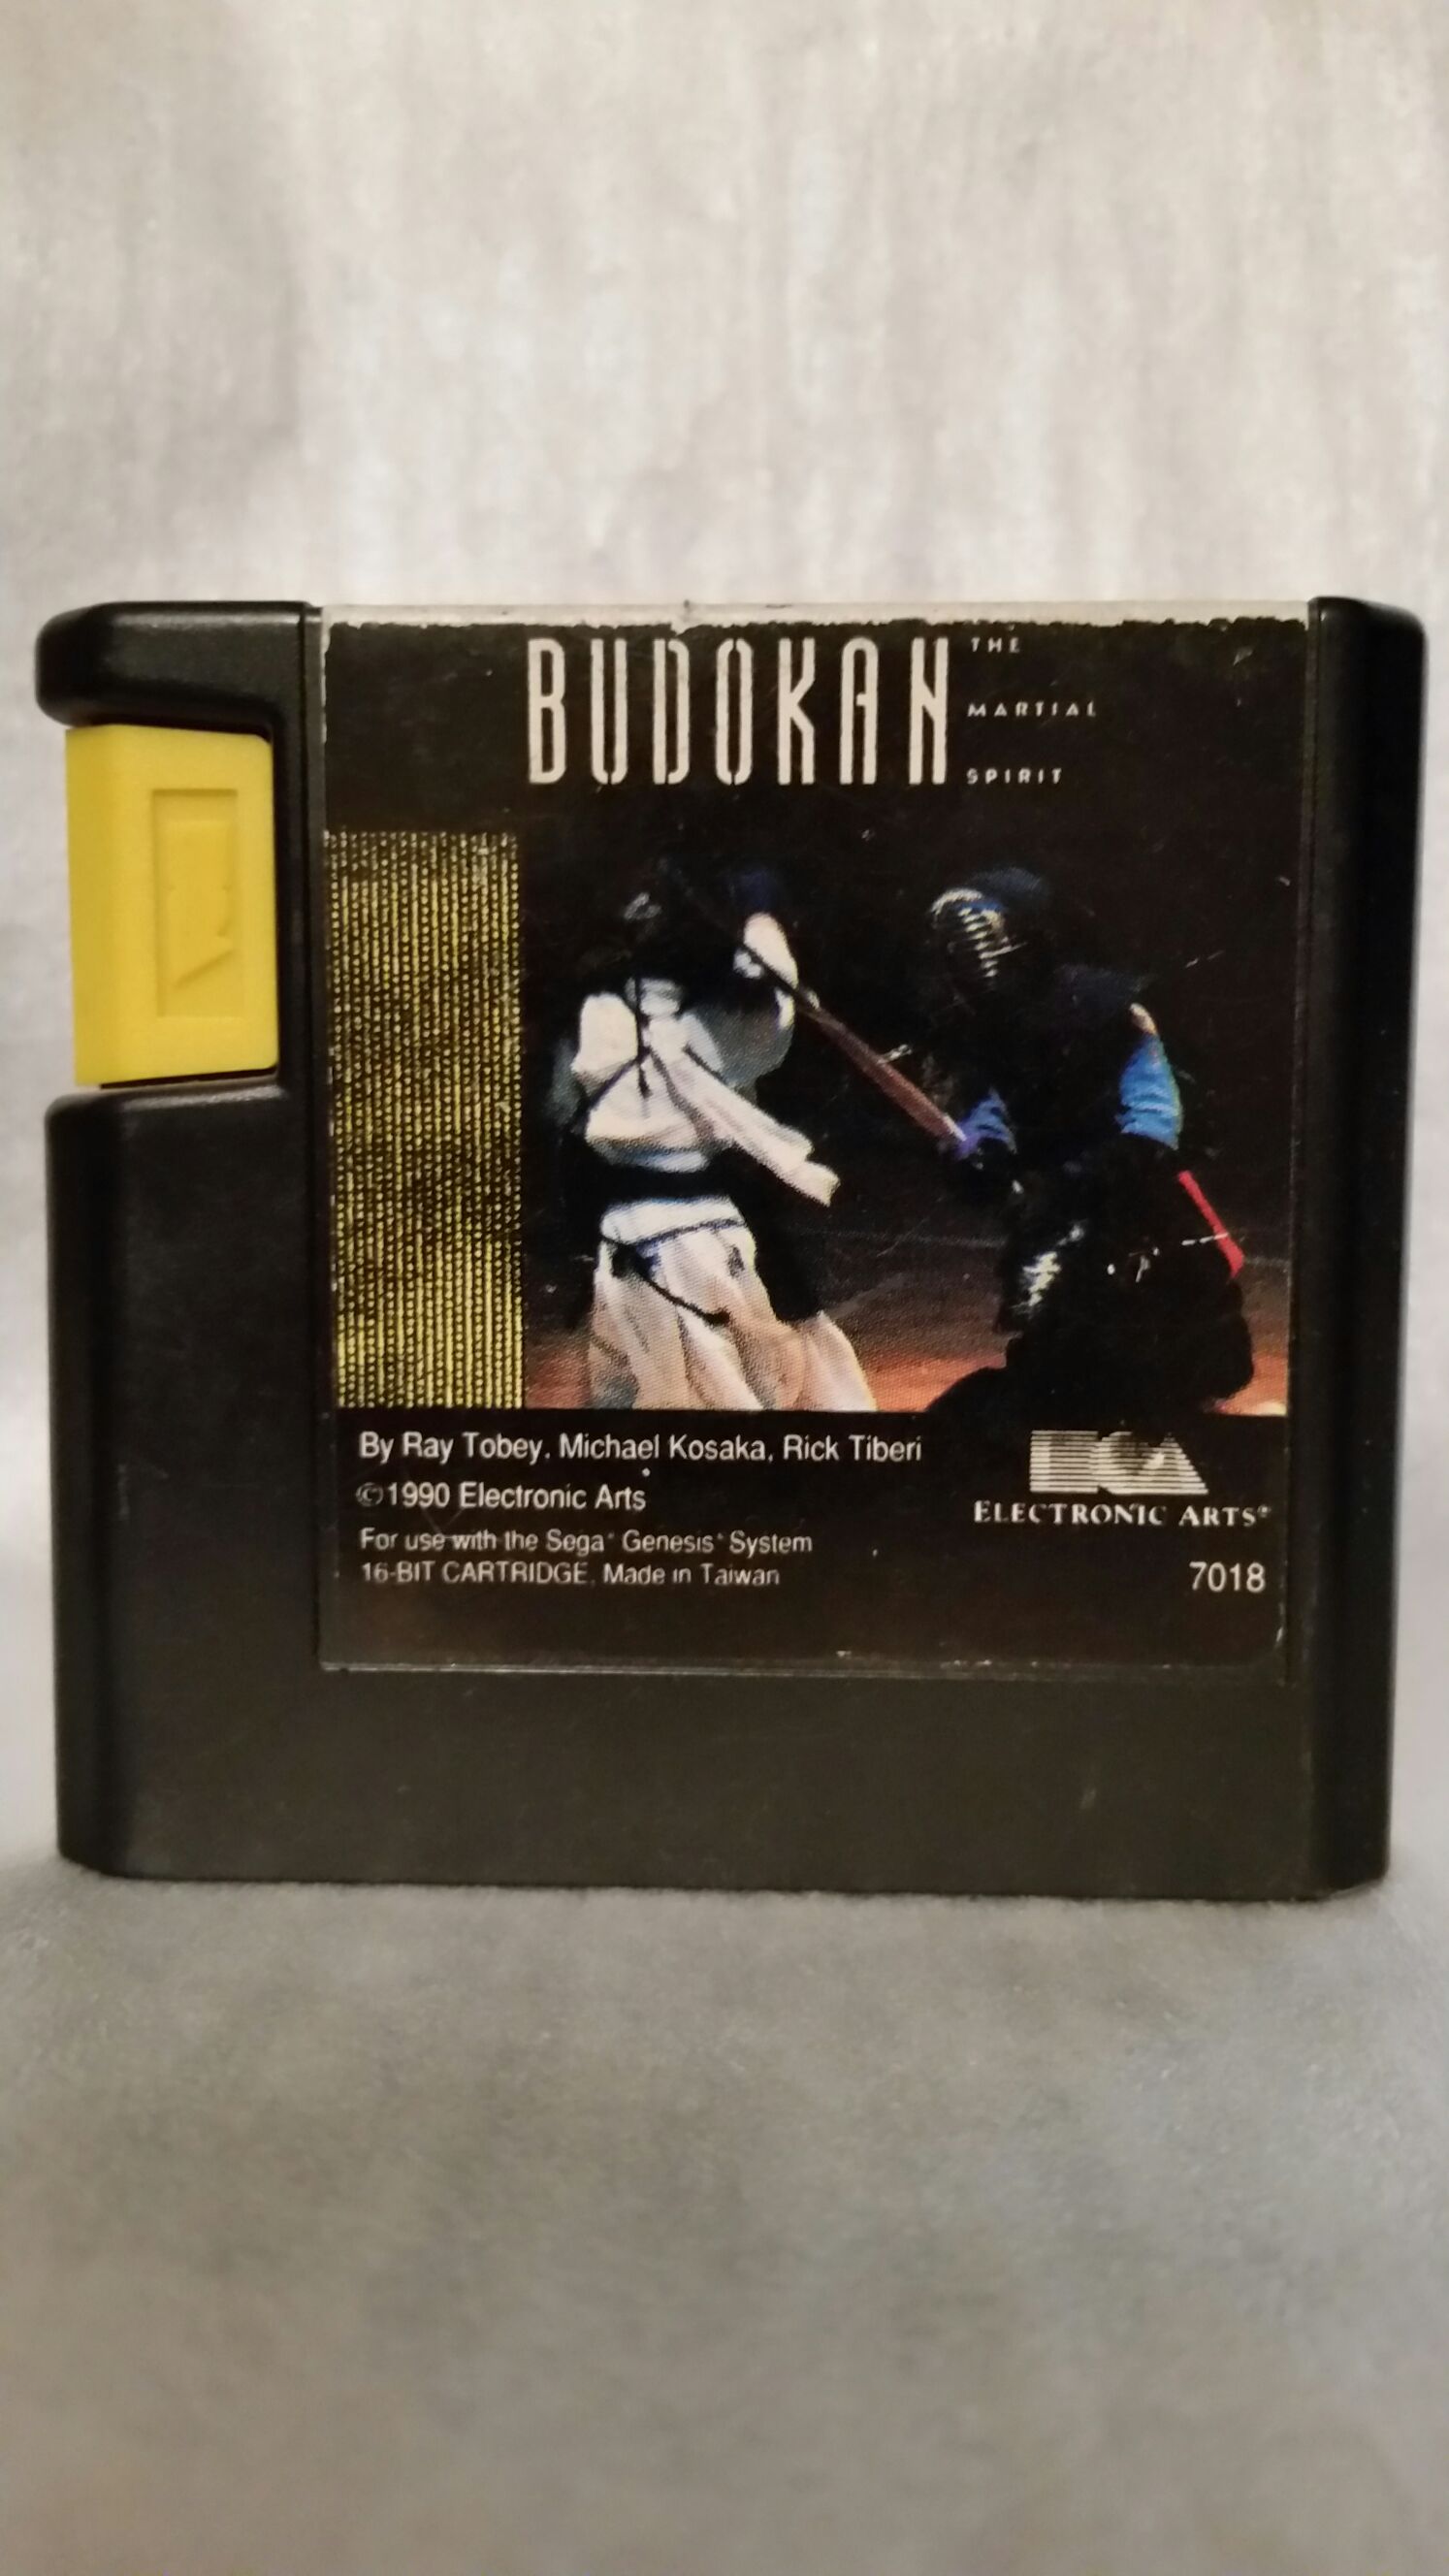 BUDOKAN
THE
MARTIAL
SPIRIT
By Ray Tobey, Michael Kosaka, Rick Tiberi
©1990 Electronic Arts
For use with the Sega® Genesis® System
16-BIT CARTRIDGE, Made in Taiwan
EA
ELECTRONIC ARTS®
7018